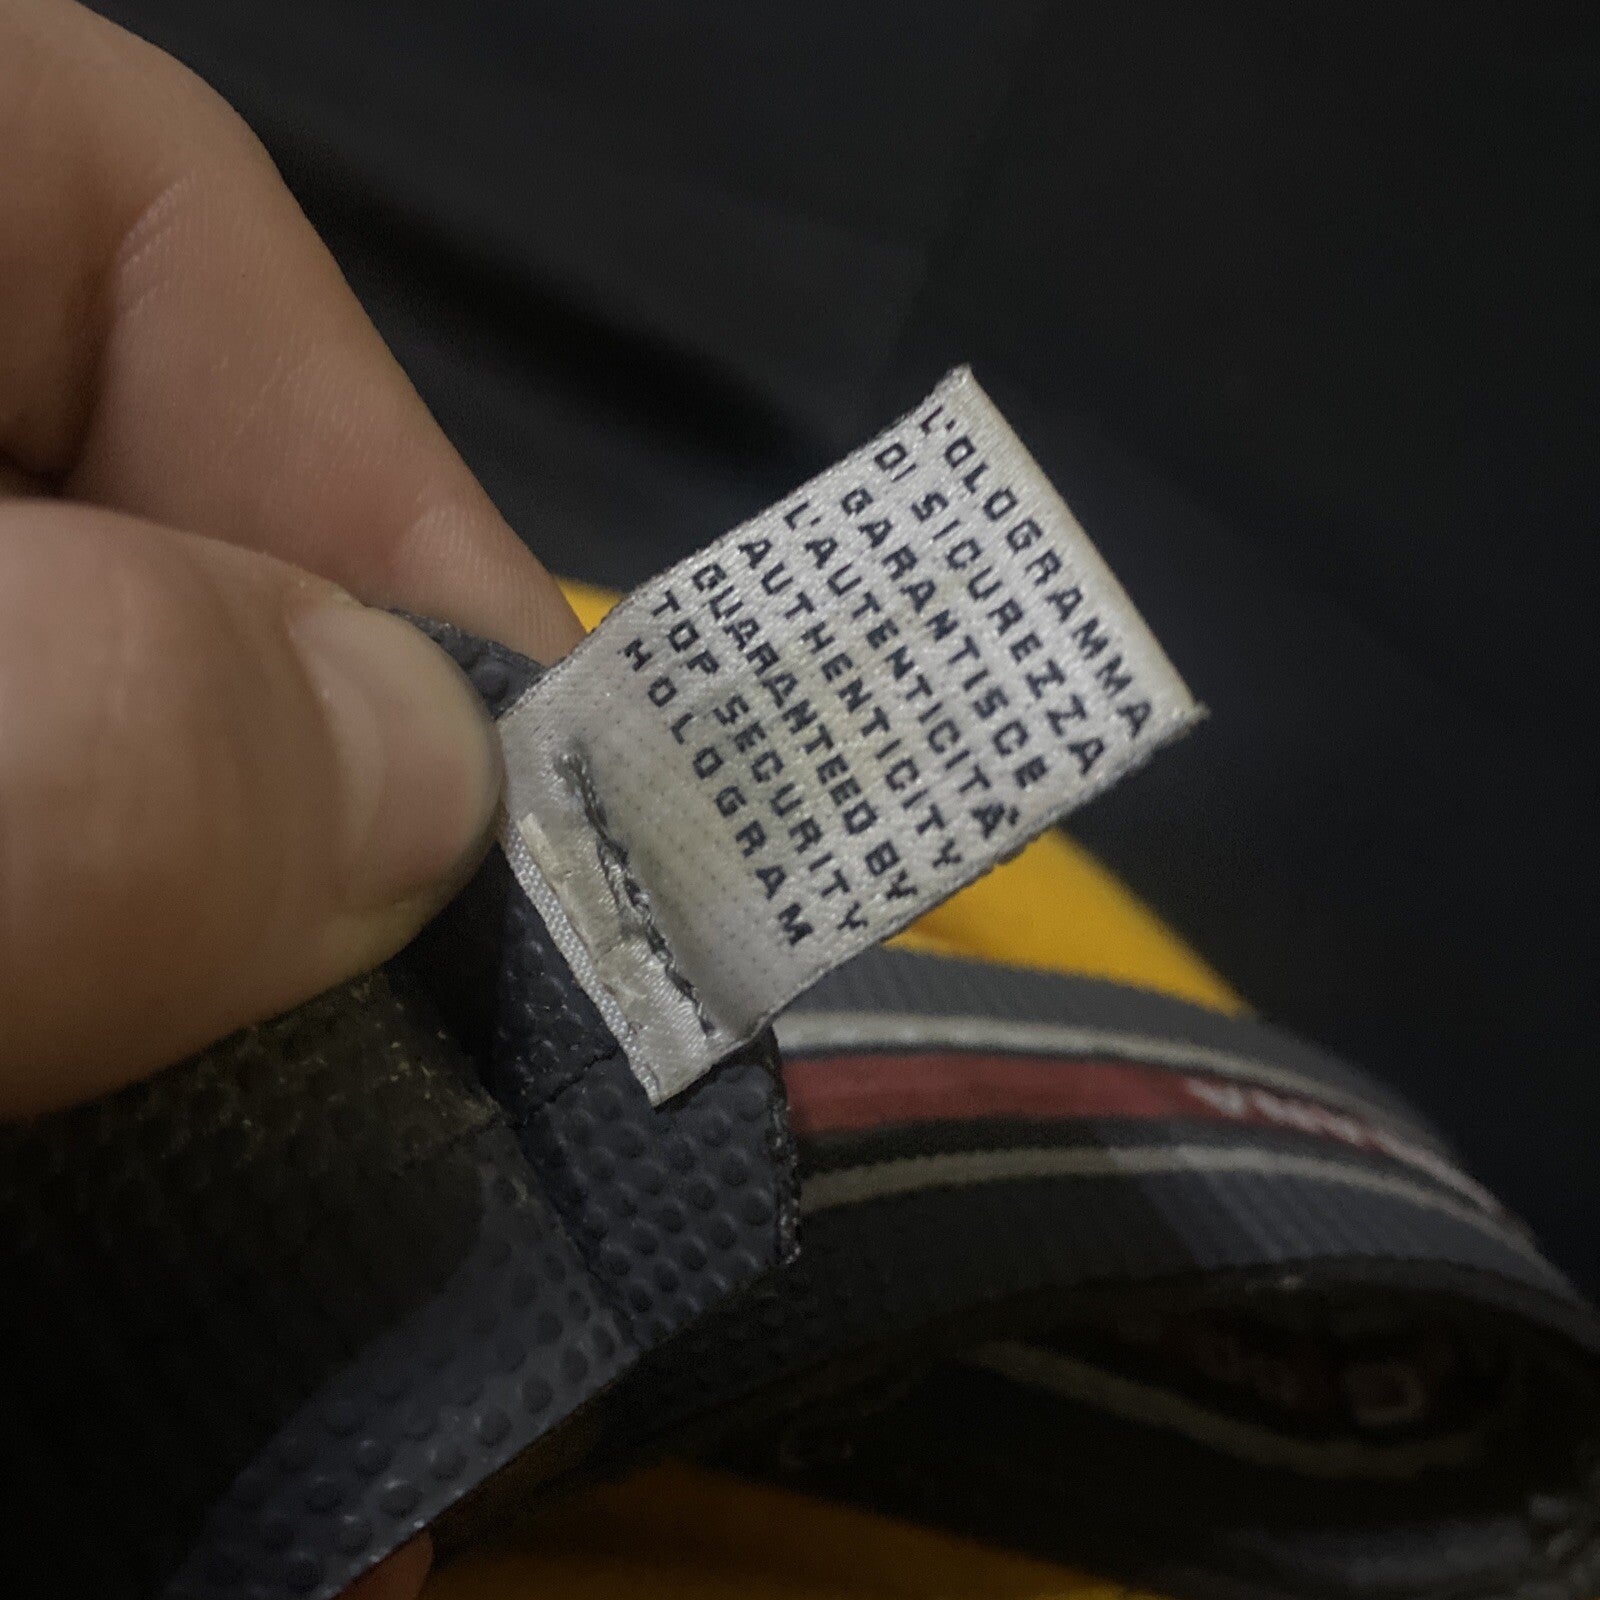 L'OLOGRAMMA
DI SICUREZZA
GARANTISCE
L'AUTENTICITÀ
AUTHENTICITY
GUARANTEED BY
TOP SECURITY
HOLOGRAM